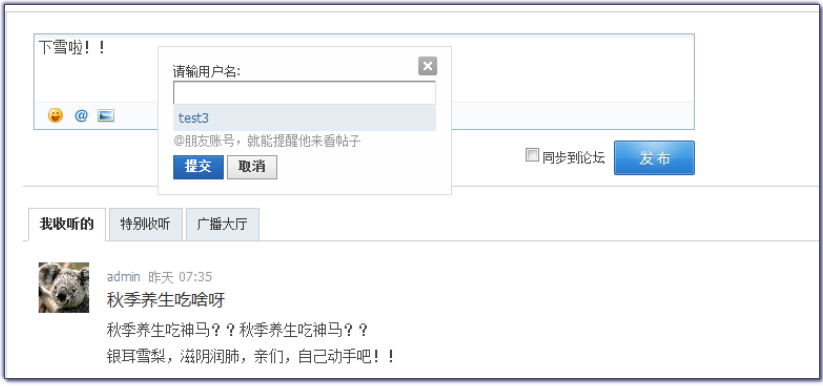 下雪啦！！
请输用户名:
test3
@朋友账号，就能提醒他来看帖子
提交 取消
@
同步到论坛 发布
我收听的 特别收听 广播大厅
admin 昨天 07:35
秋季养生吃啥呀
秋季养生吃神马？？秋季养生吃神马？？
银耳雪梨，滋阴润肺，亲们，自己动手吧！！